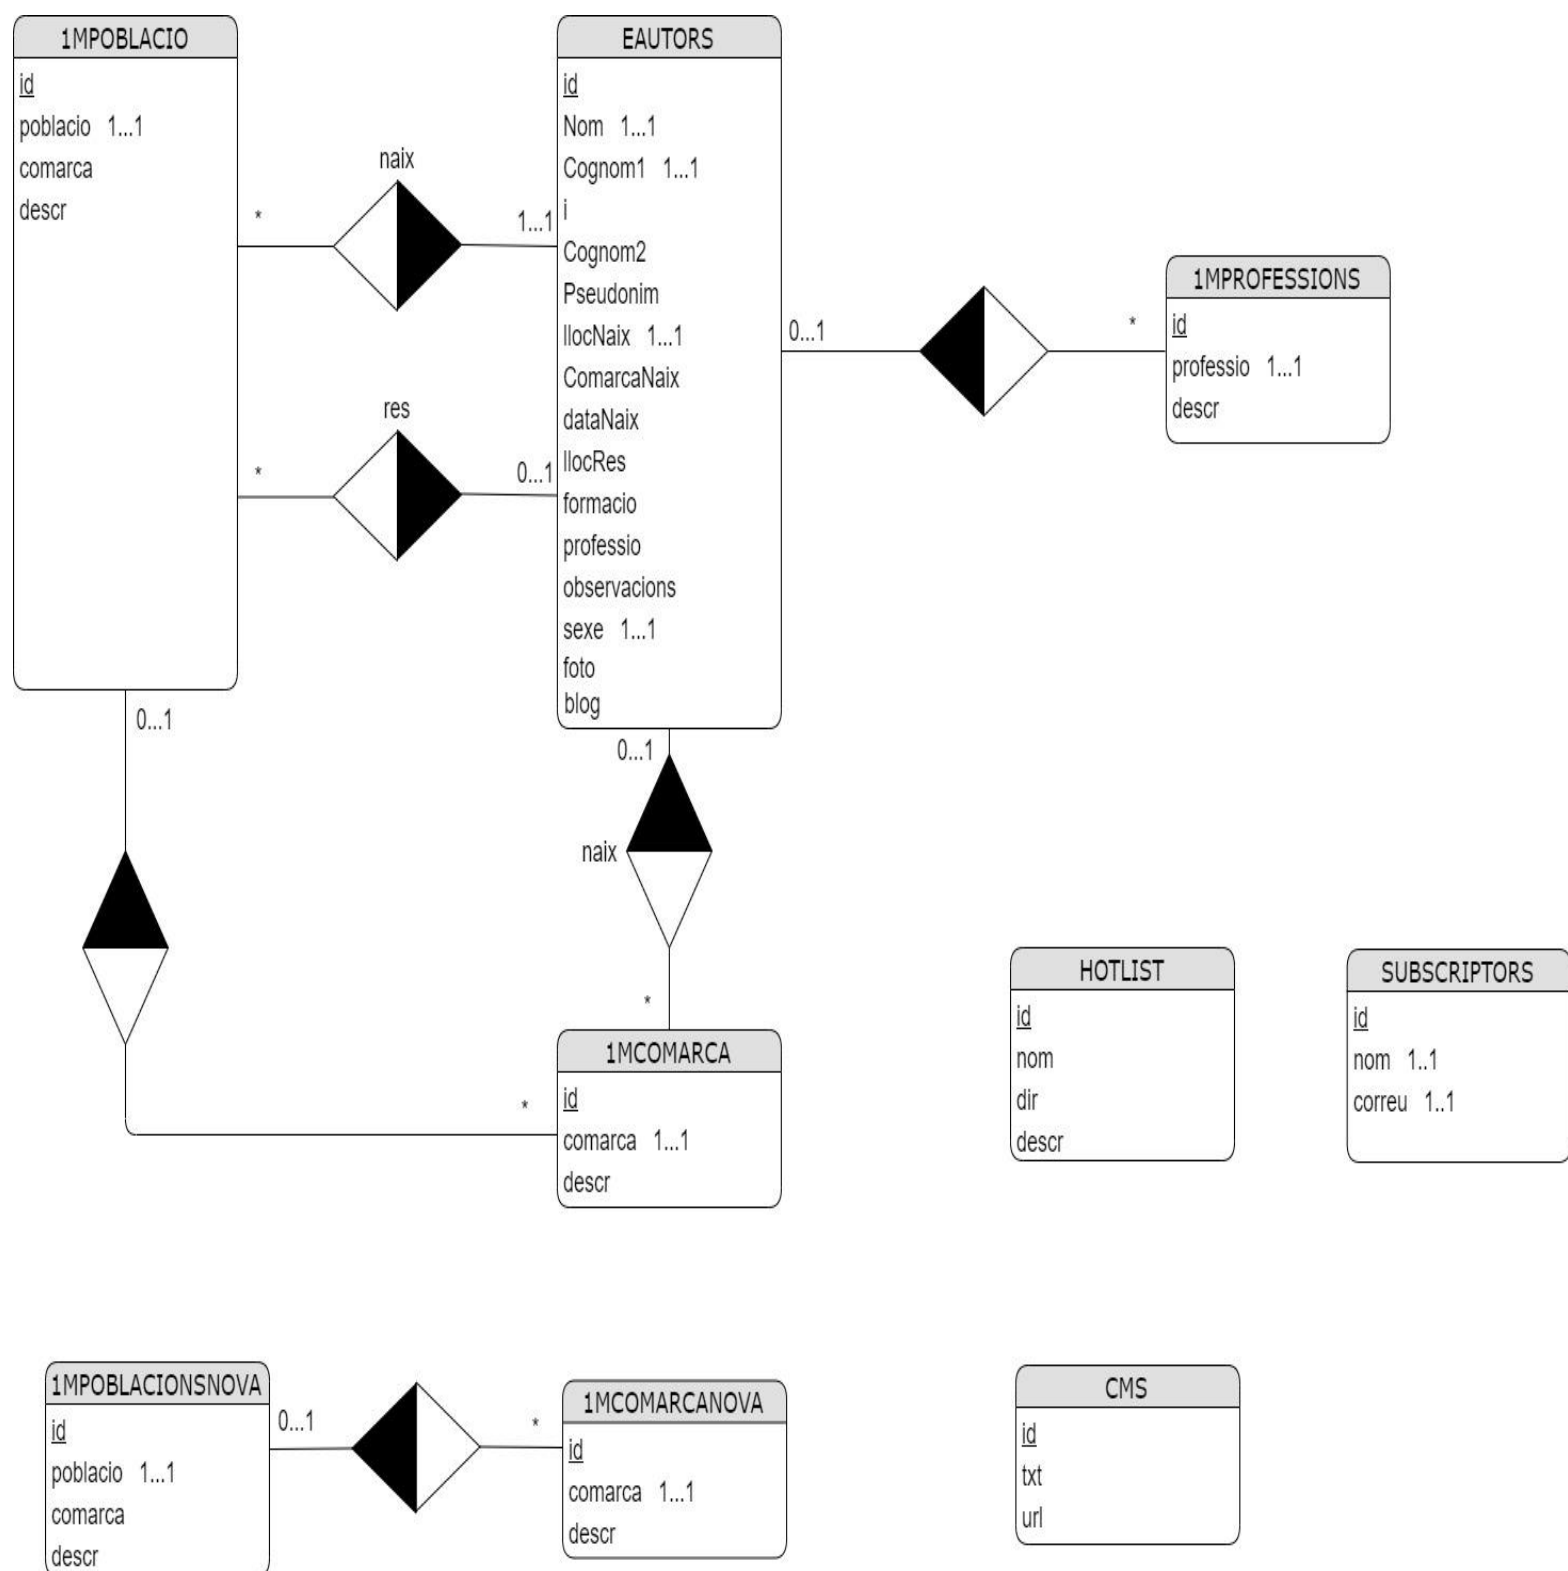 1MPOBLACIO
id
poblacio 1...1
comarca
descr
naix
*
1...1
res
*
0...1
EAUTORS
id
Nom 1...1
Cognom1 1...1
i
Cognom2
Pseudonim
llocNaix 1...1
ComarcaNaix
dataNaix
llocRes
formacio
professio
observacions
sexe 1...1
foto
blog
0...1
*
1MPROFESSIONS
id
professio 1...1
descr
0...1
0...1
naix
*
*
1MCOMARCA
id
comarca 1...1
descr
HOTLIST
id
nom
dir
descr
SUBSCRIPTORS
id
nom 1..1
correu 1..1
1MPOBLACIONSNOVA
id
poblacio 1...1
comarca
descr
0...1
*
1MCOMARCANOVA
id
comarca 1...1
descr
CMS
id
txt
url